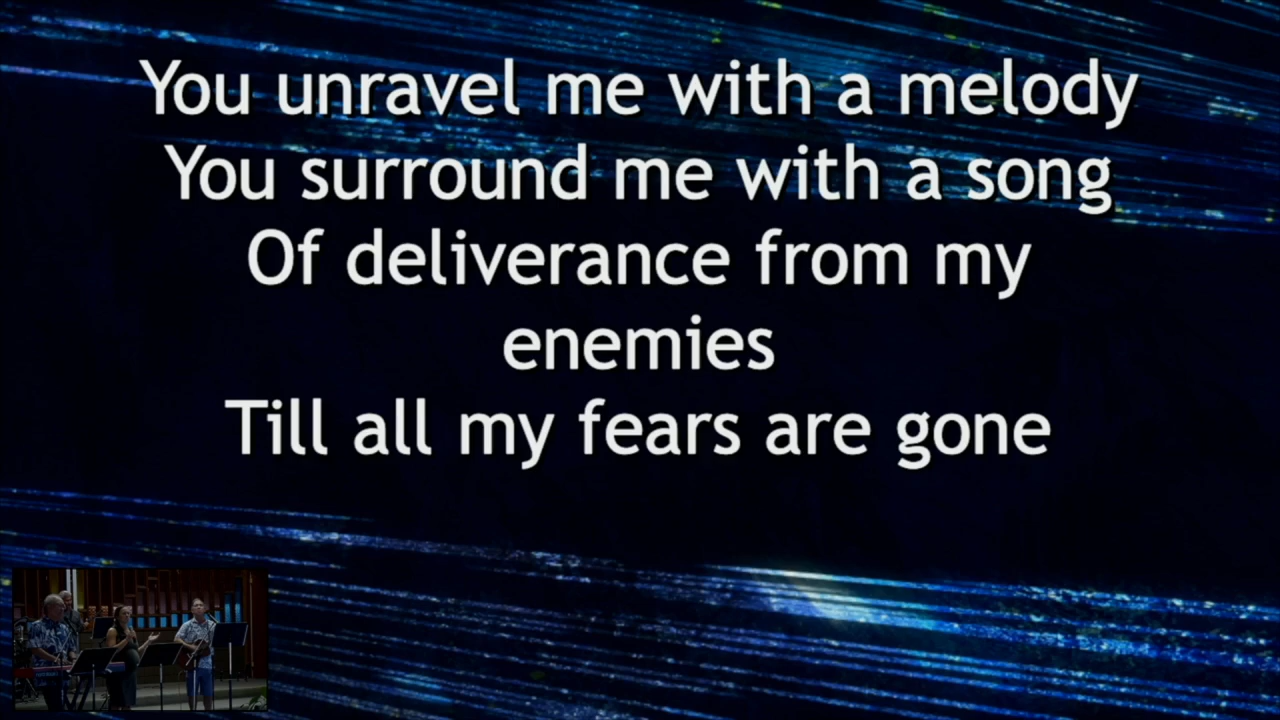 You unravel me with a melody
You surround me with a song
Of deliverance from my
enemies
Till all my fears are gone